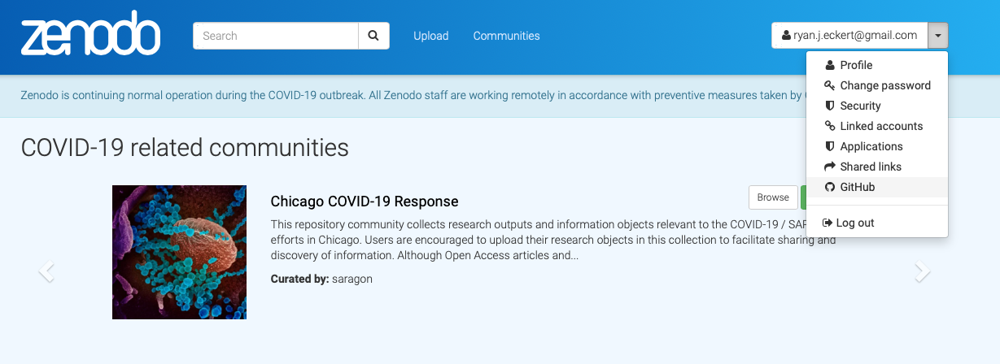 zenodo
Search
Upload
Communities
ryan.j.eckert@gmail.com
Profile
Change password
Security
Linked accounts
Applications
Shared links
GitHub
Log out
Zenodo is continuing normal operation during the COVID-19 outbreak. All Zenodo staff are working remotely in accordance with preventive measures taken by
COVID-19 related communities
Chicago COVID-19 Response
Browse
This repository community collects research outputs and information objects relevant to the COVID-19 /
efforts in Chicago. Users are encouraged to upload their research objects in this collection to facilitate sharing and
discovery of information. Although Open Access articles and...
Curated by: saragon